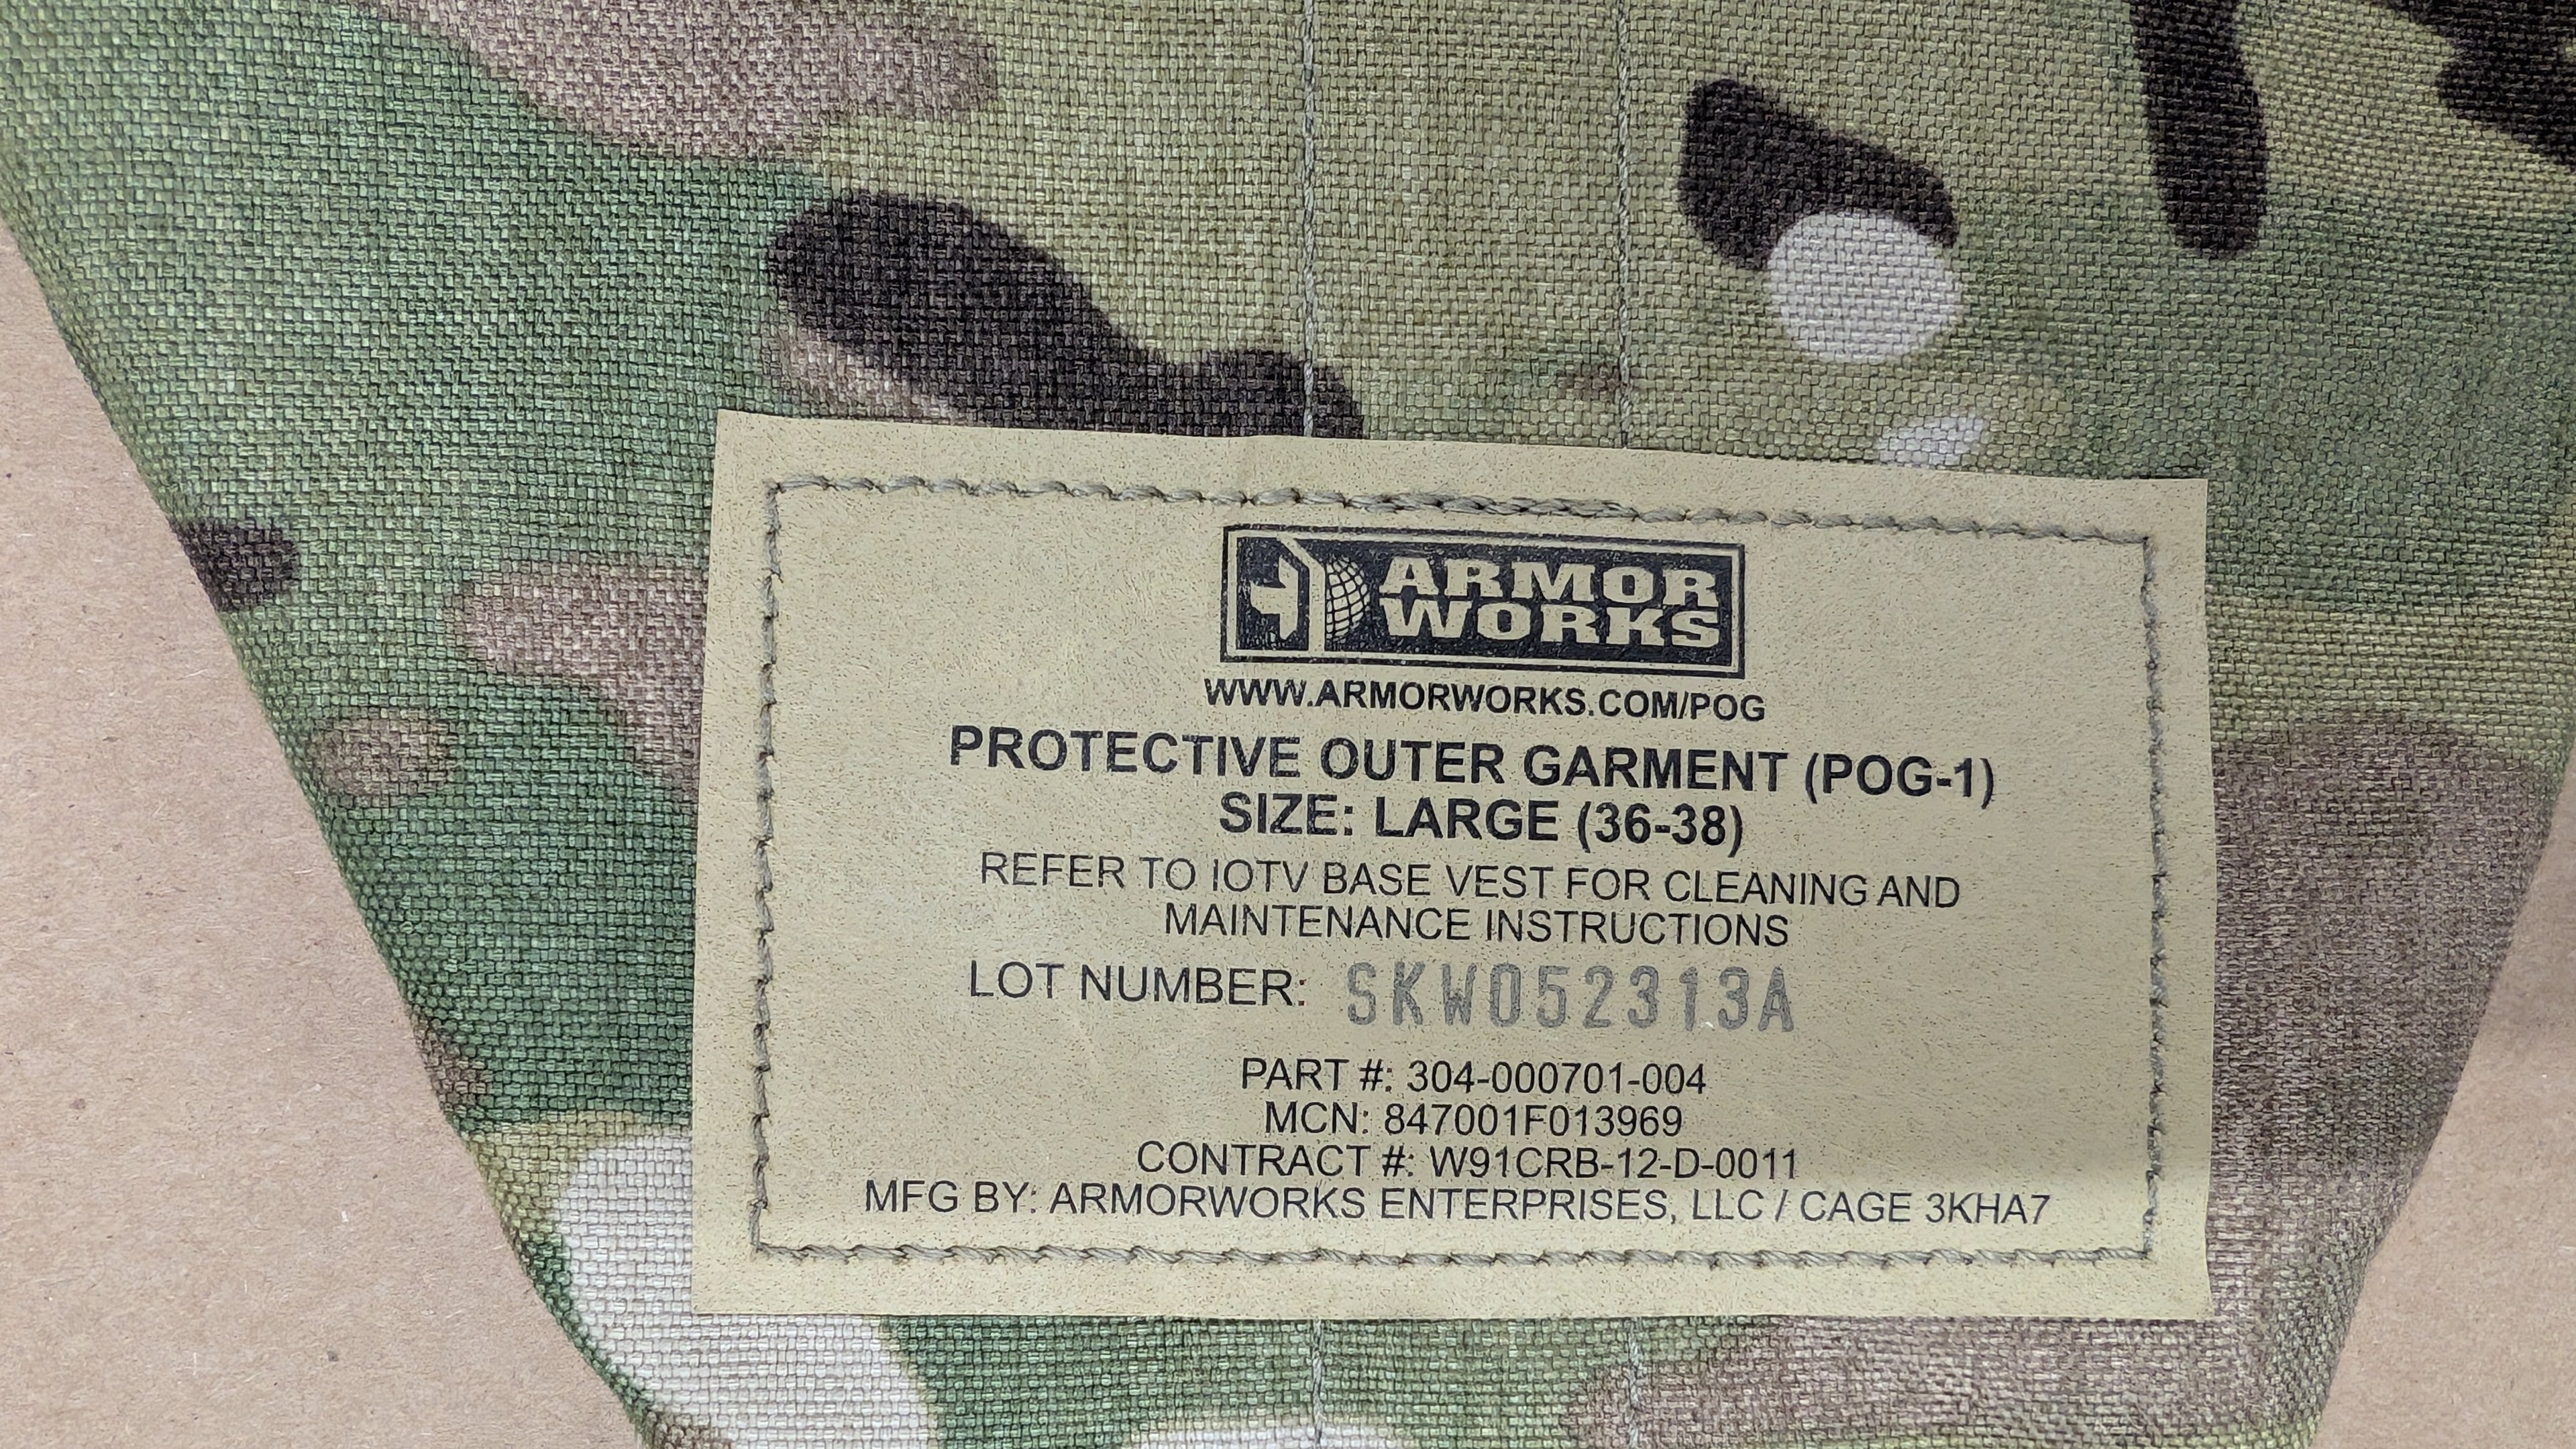 ARMOR
WORKS
WWW.ARMORWORKS.COM/POG
PROTECTIVE OUTER GARMENT (POG-1)
SIZE: LARGE (36-38)
REFER TO IOTV BASE VEST FOR CLEANING AND
MAINTENANCE INSTRUCTIONS
LOT NUMBER: SKW052313A
PART #: 304-000701-004
MCN: 847001F013969
CONTRACT #: W91CRB-12-D-0011
MFG BY: ARMORWORKS ENTERPRISES, LLC / CAGE 3KHA7